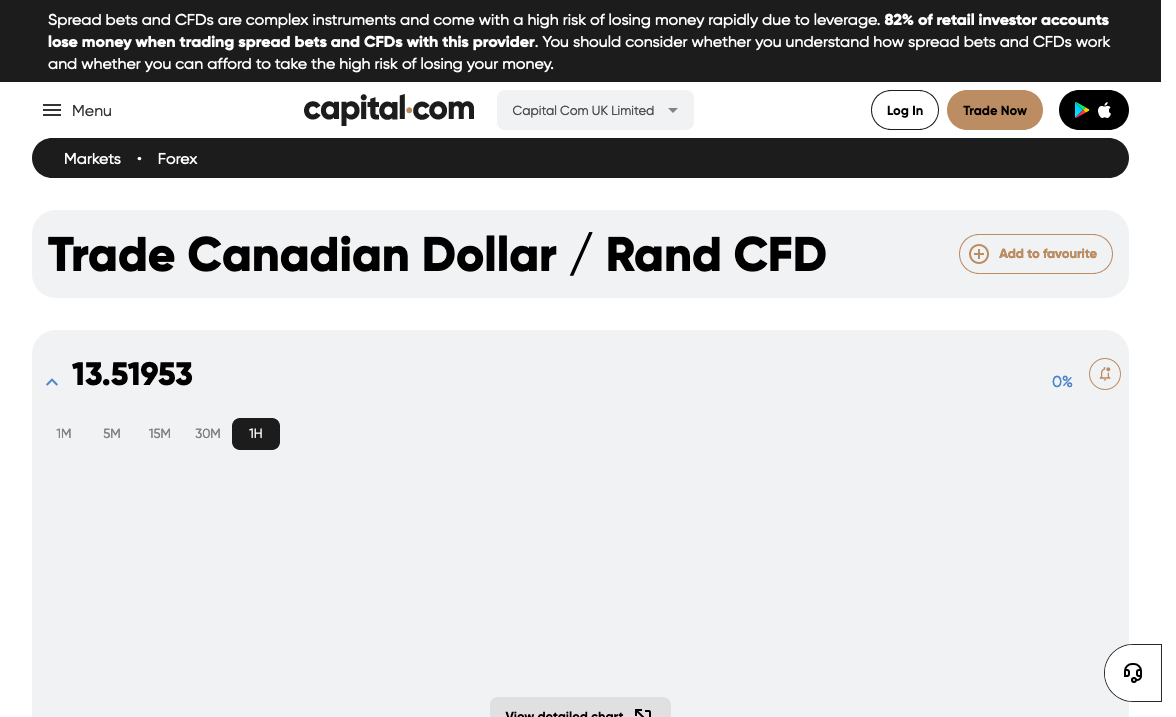 Spread bets and CFDs are complex instruments and come with a high risk of losing money rapidly due to leverage. 82% of retail investor accounts
lose money when trading spread bets and CFDs with this provider. You should consider whether you understand how spread bets and CFDs work
and whether you can afford to take the high risk of losing your money.
Menu
capital.com
Capital Com UK Limited
Log In
Trade Now
Markets • Forex
Trade Canadian Dollar / Rand CFD
Add to favourite
13.51953
0%
1M 5M 15M 30M 1H
View detailed chart